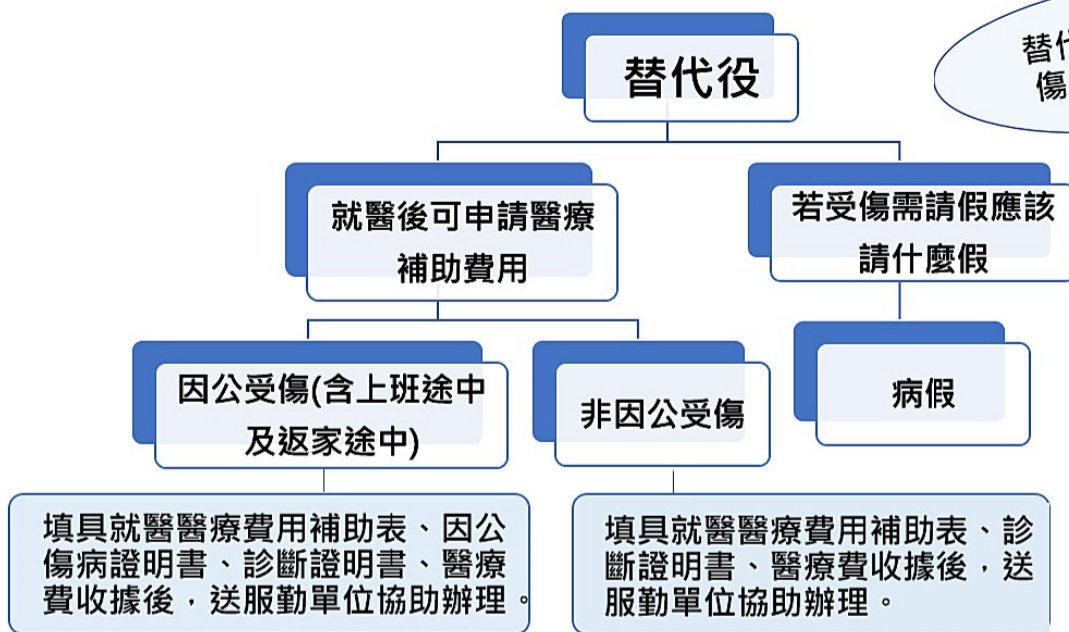 替代役
替代
傷
就醫後可申請醫療
補助費用
若受傷需請假應該
請什麼假
因公受傷(含上班途中
及返家途中)
非因公受傷
病假
填具就醫醫療費用補助表、因公
傷病證明書、診斷證明書、醫療
費收據後,送服勤單位協助辦理。
填具就醫醫療費用補助表、診
斷證明書、醫療費收據後,送
服勤單位協助辦理。